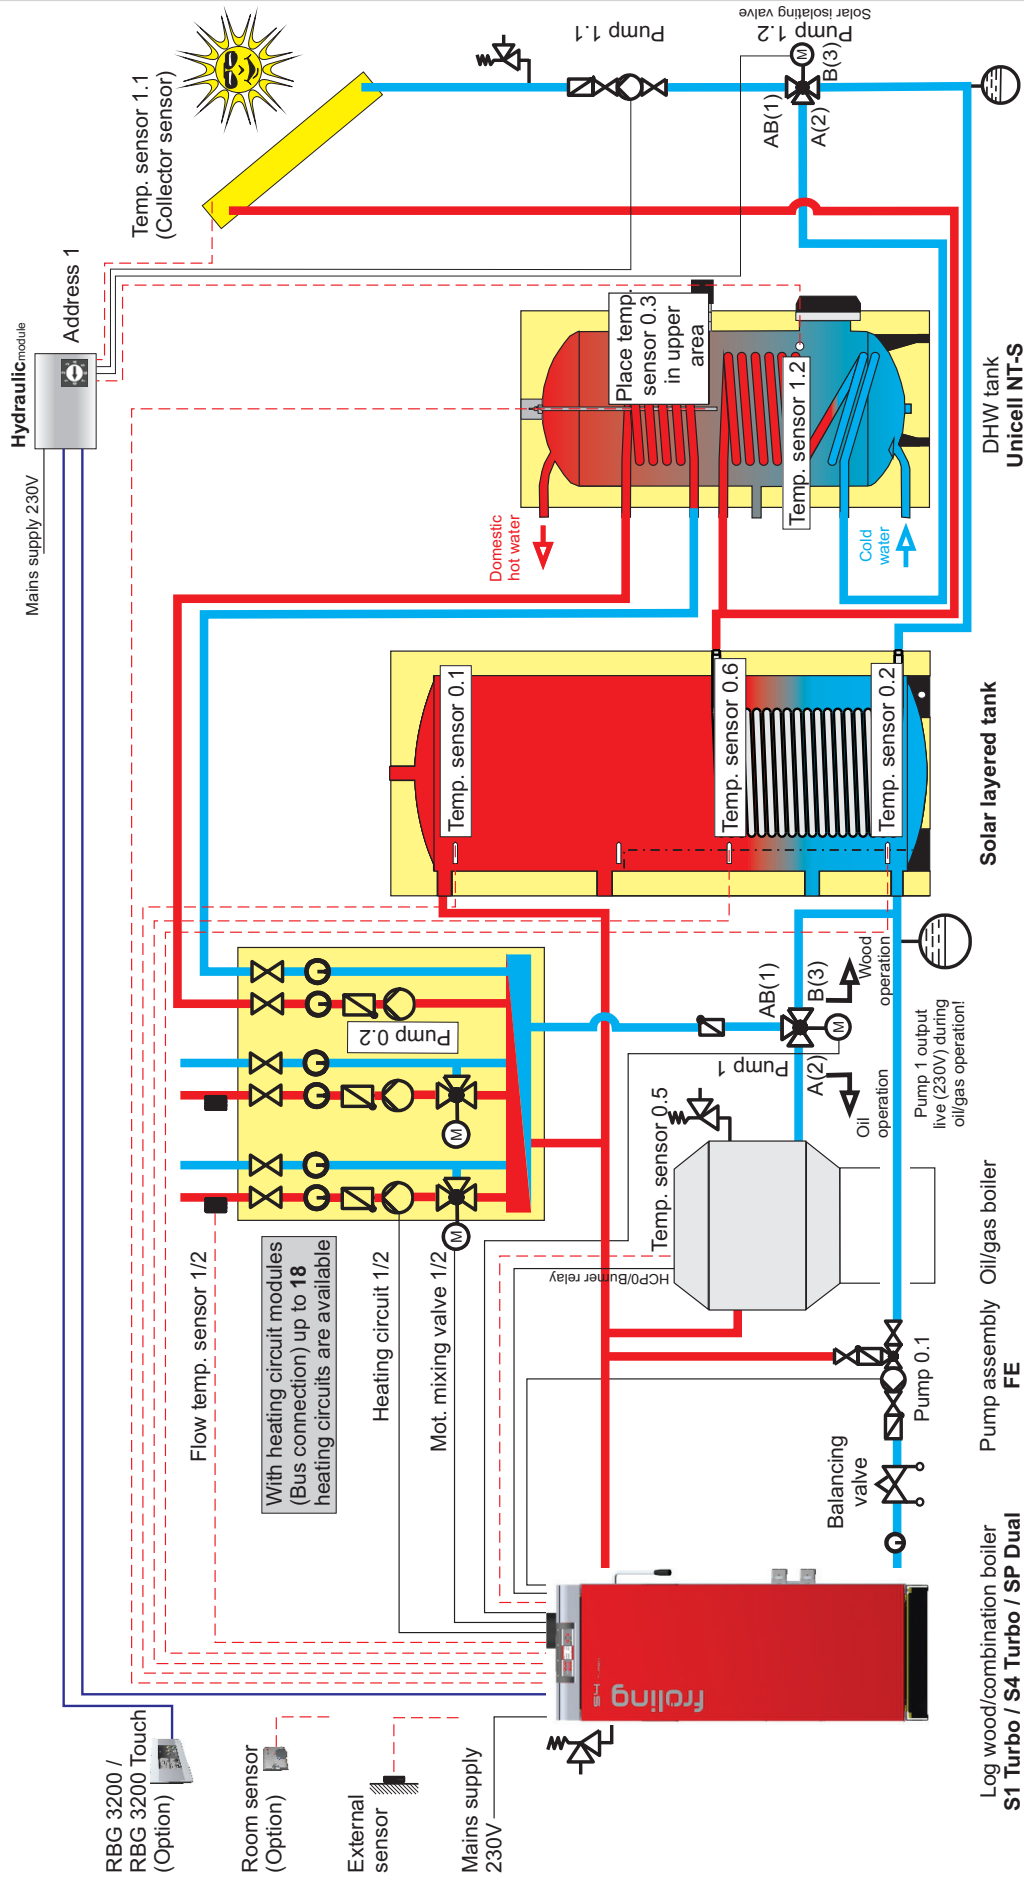 RBG 3200 /
RBG 3200 Touch
(Option)
Room sensor
(Option)
External
sensor
Mains supply
230V
Mains supply 230V
Hydraulicmodule
Address 1
Temp. sensor 1.1
(Collector sensor)
Flow temp. sensor 1/2
With heating circuit modules
(Bus connection) up to 18
heating circuits are available
Heating circuit 1/2
Mot. mixing valve 1/2
M
M
Pump 0.2
Domestic
hot water
Place temp.
sensor 0.3
in upper
area
Temp. sensor 1.2
Cold
water
DHW tank
Unicell NT-S
Pump 1.1
Pump 1.2
Solar isolating valve
M
AB(1)
B(3)
A(2)
Temp. sensor 0.1
Temp. sensor 0.6
Temp. sensor 0.2
Solar layered tank
AB(1)
B(3)
A(2)
M
Pump 1
Wood
operation
Oil
operation
Pump 1 output
live (230V) during
oil/gas operation!
Temp. sensor 0.5
HCP0/Burner relay
Oil/gas boiler
Pump 0.1
Pump assembly
FE
Balancing
valve
froling
S4
Log wood/combination boiler
S1 Turbo / S4 Turbo / SP Dual